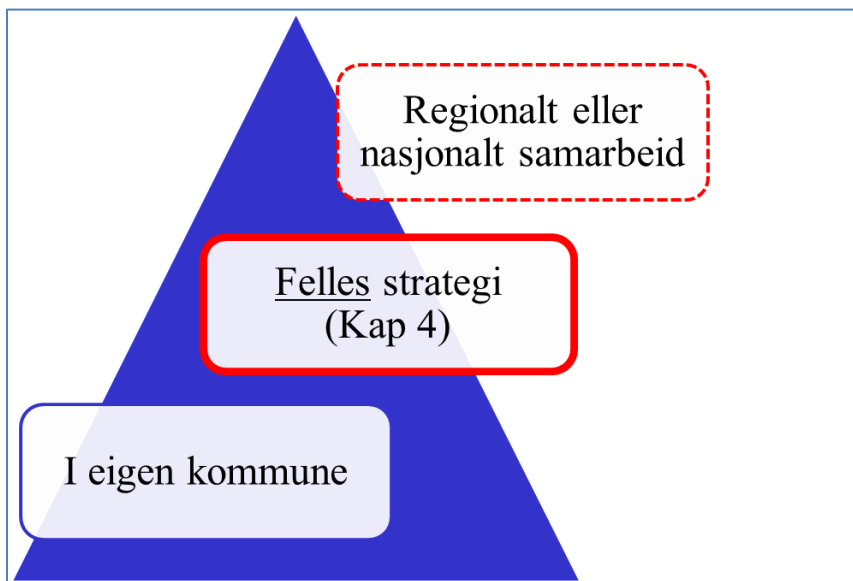 Regionalt eller
nasjonalt samarbeid
Felles strategi
(Kap 4)
I eigen kommune